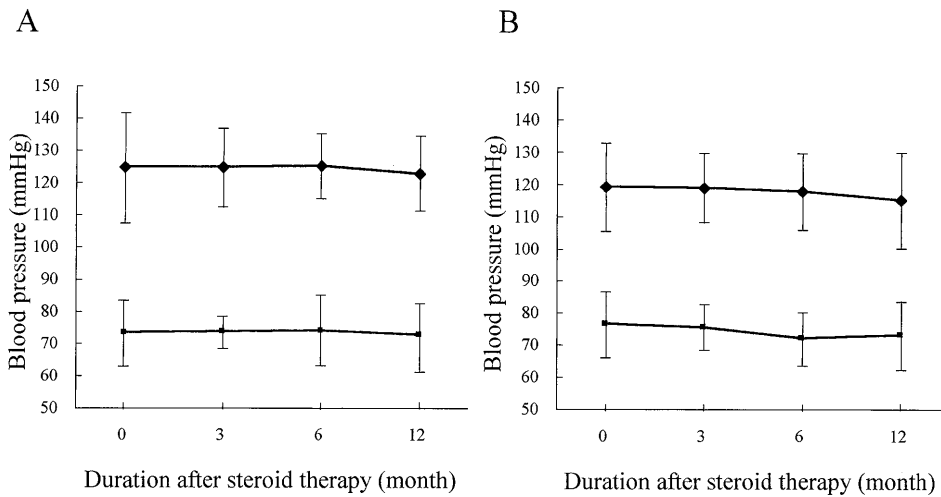 A
150
140
130
120
110
100
90
80
70
60
50
Blood pressure (mmHg)
0 3 6 12
Duration after steroid therapy (month)
B
150
140
130
120
110
100
90
80
70
60
50
Blood pressure (mmHg)
0 3 6 12
Duration after steroid therapy (month)